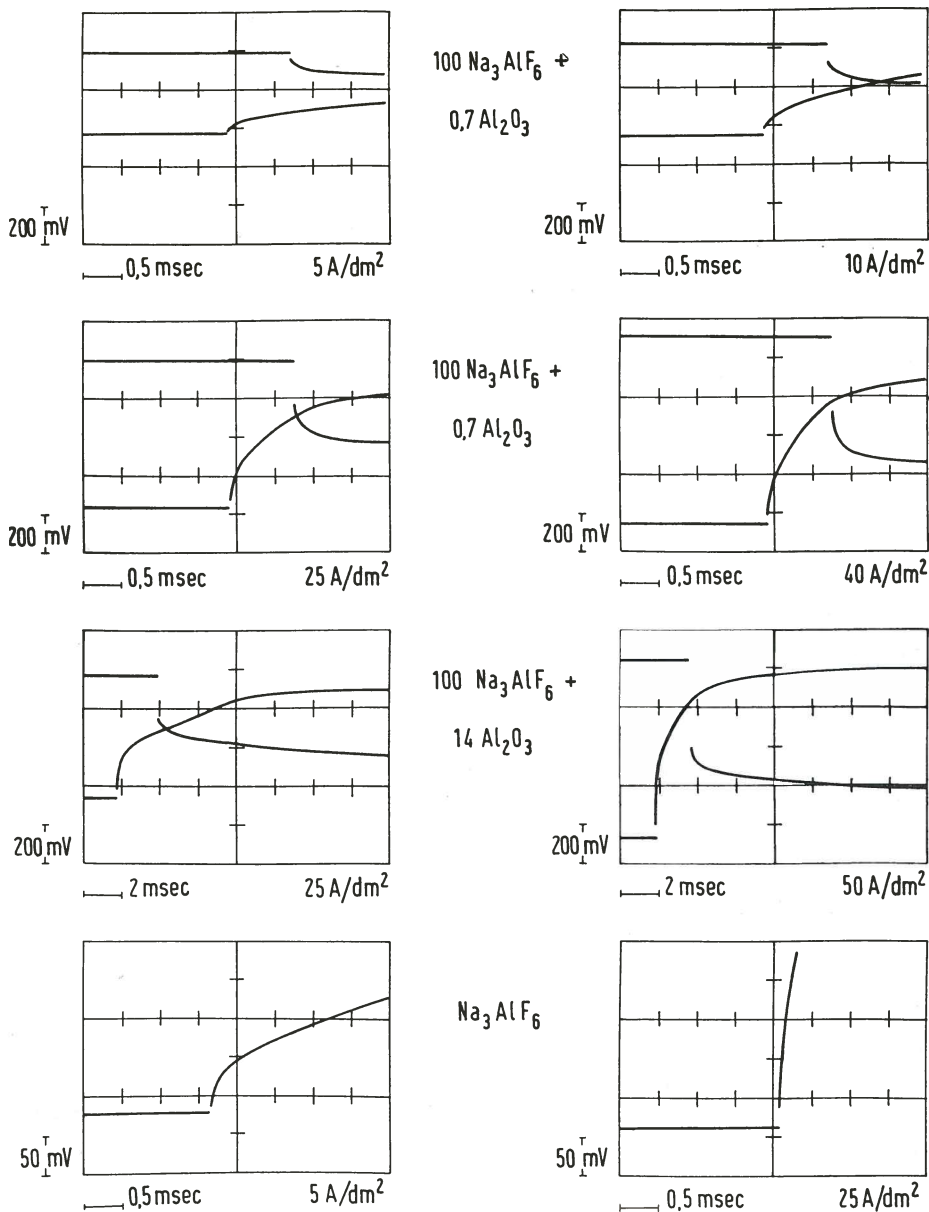 100 Na₃AlF₆ +
0,7 Al₂O₃
200 mV
0,5 msec 5 A/dm²
200 mV
0,5 msec 10 A/dm²
100 Na₃AlF₆ +
0,7 Al₂O₃
200 mV
0,5 msec 25 A/dm²
200 mV
0,5 msec 40 A/dm²
100 Na₃AlF₆ +
14 Al₂O₃
200 mV
2 msec 25 A/dm²
200 mV
2 msec 50 A/dm²
Na₃AlF₆
50 mV
0,5 msec 5 A/dm²
50 mV
0,5 msec 25 A/dm²